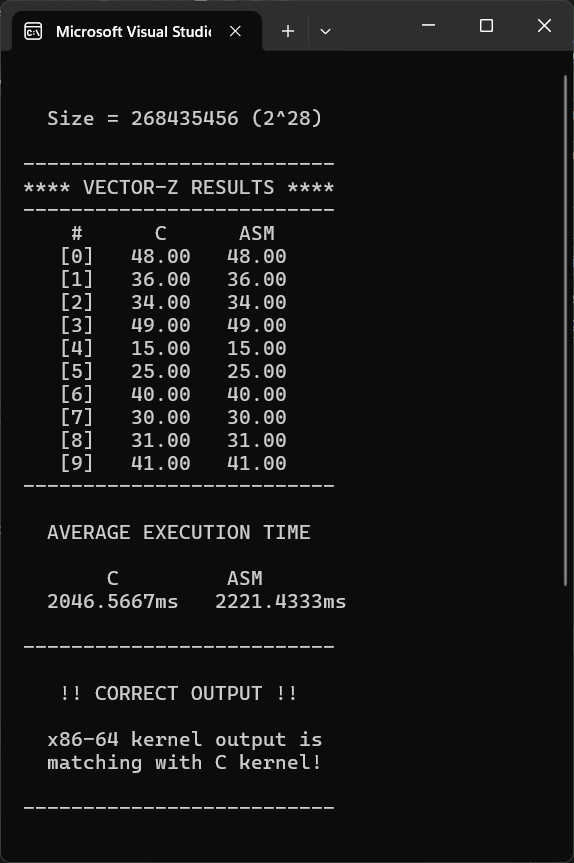 Microsoft Visual Studi
Size = 268435456 (2^28)
--------------------------
**** VECTOR-Z RESULTS ****
--------------------------
# C ASM
[0] 48.00 48.00
[1] 36.00 36.00
[2] 34.00 34.00
[3] 49.00 49.00
[4] 15.00 15.00
[5] 25.00 25.00
[6] 40.00 40.00
[7] 30.00 30.00
[8] 31.00 31.00
[9] 41.00 41.00
--------------------------
AVERAGE EXECUTION TIME
C ASM
2046.5667ms 2221.4333ms
--------------------------
!! CORRECT OUTPUT !!
x86-64 kernel output is
matching with C kernel!
--------------------------